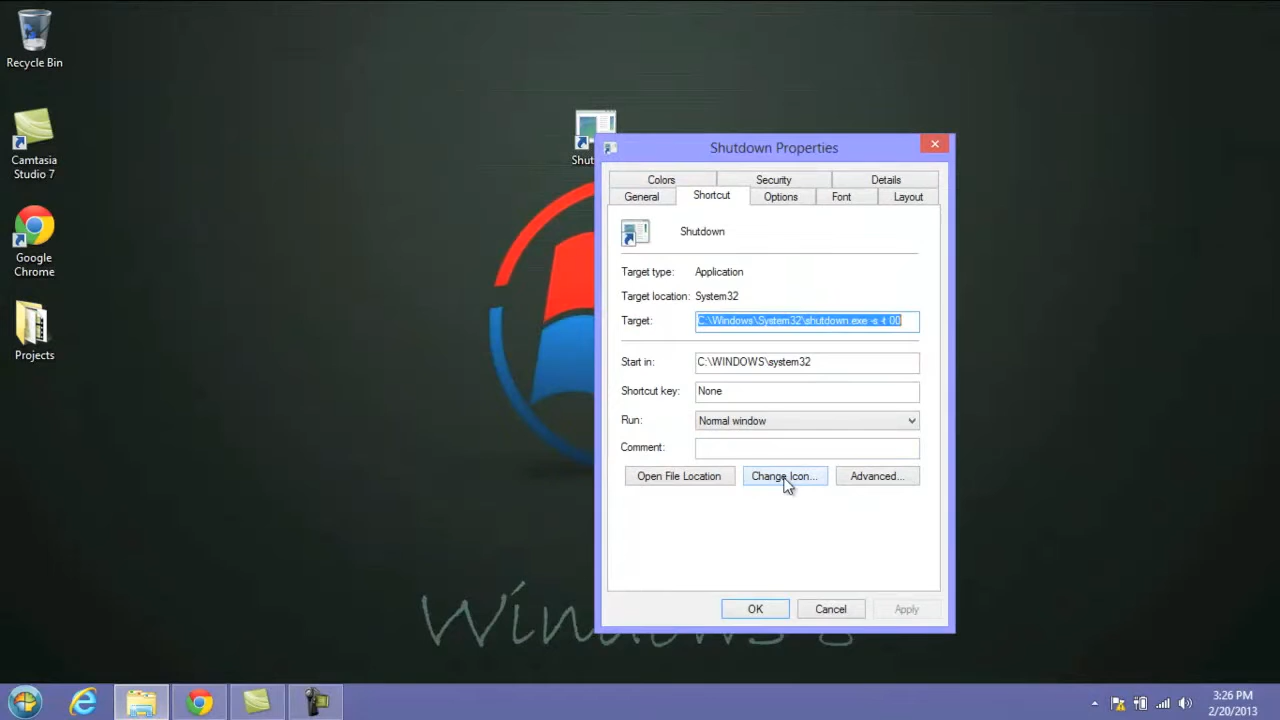 Recycle Bin
Camtasia
Studio 7
Google
Chrome
Projects
Shut
Shutdown Properties
Colors
Security
Details
General
Shortcut
Options
Font
Layout
Shutdown
Target type: Application
Target location: System32
Target: C:\Windows\System32\shutdown.exe -s -t 00
Start in: C:\WINDOWS\system32
Shortcut key: None
Run: Normal window
Comment:
Open File Location
Change Icon...
Advanced...
OK
Cancel
Apply
3:26 PM
2/20/2013